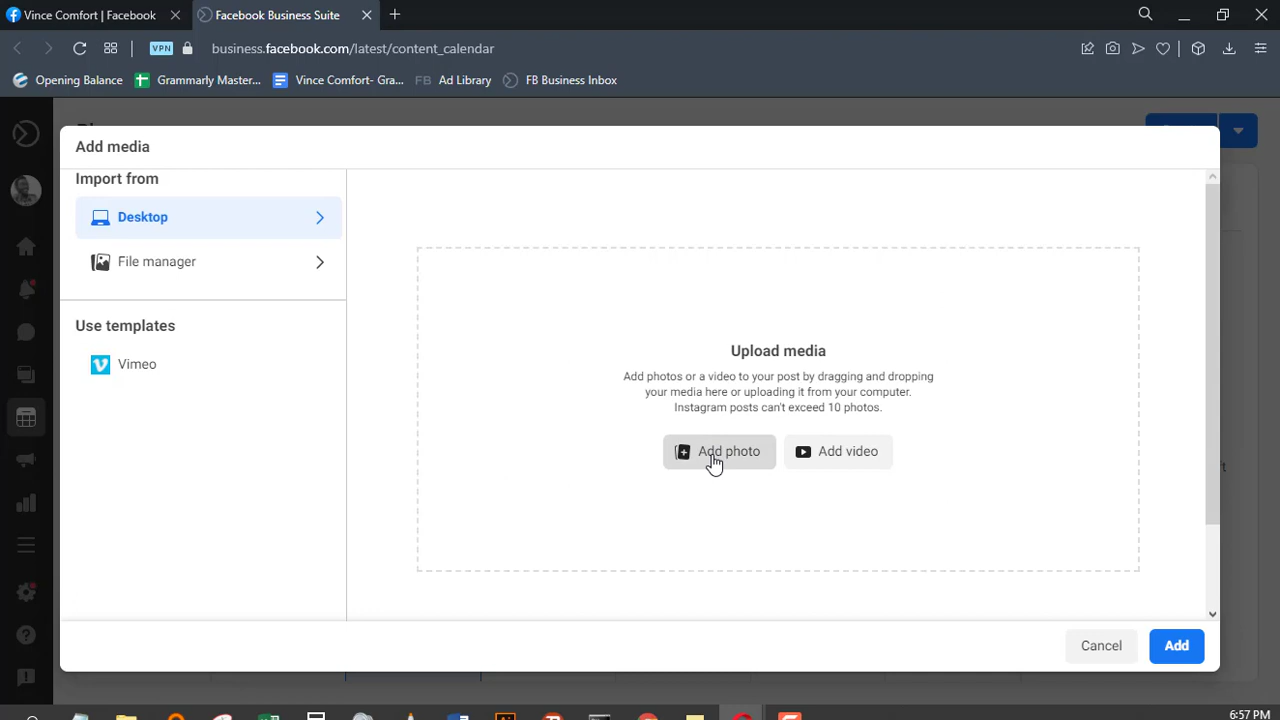 Vince Comfort | Facebook
Facebook Business Suite
VPN
business.facebook.com/latest/content_calendar
Opening Balance
Grammarly Master...
Vince Comfort- Gra...
FB Ad Library
FB Business Inbox
Add media
Import from
Desktop
File manager
Use templates
Vimeo
Upload media
Add photos or a video to your post by dragging and dropping
your media here or uploading it from your computer.
Instagram posts can't exceed 10 photos.
Add photo
Add video
Cancel
Add
6:57 PM